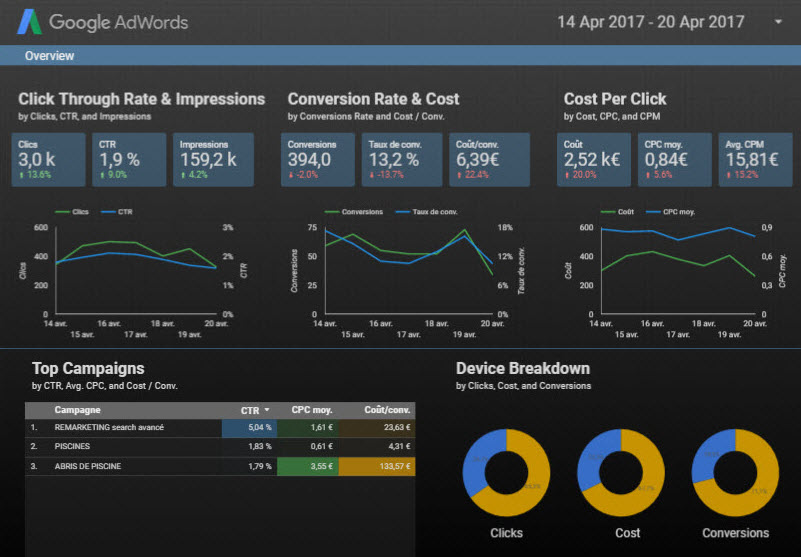 Google AdWords
14 Apr 2017 - 20 Apr 2017
Overview
Click Through Rate & Impressions
by Clicks, CTR, and Impressions
Clics
3,0 k
13.6%
CTR
1,9 %
9.0%
Impressions
159,2 k
4.2%
Clics CTR
600
400
200
0
Clics
3%
2%
1%
0%
CTR
14 avr.
15 avr.
16 avr.
17 avr.
18 avr.
19 avr.
20 avr.
Conversion Rate & Cost
by Conversions Rate and Cost / Conv.
Conversions
394,0
-2.0%
Taux de conv.
13,2 %
-13.7%
Coût/conv.
6,39€
22.4%
Conversions Taux de conv.
75
50
25
0
Conversions
18%
12%
6%
0%
Taux de conv.
14 avr.
15 avr.
16 avr.
17 avr.
18 avr.
19 avr.
20 avr.
Cost Per Click
by Cost, CPC, and CPM
Coût
2,52 k€
20.0%
CPC moy.
0,84€
5.6%
Avg. CPM
15,81€
15.2%
Coût CPC moy.
600
400
200
0
Coût
0,9
0,6
0,3
0
CPC moy.
14 avr.
15 avr.
16 avr.
17 avr.
18 avr.
19 avr.
20 avr.
Top Campaigns
by CTR, Avg. CPC, and Cost / Conv.
Campagne CTR CPC moy. Coût/conv.
1. REMARKETING search avancé 5,04 % 1,61 € 23,63 €
2. PISCINES 1,83 % 0,61 € 4,31 €
3. ABRIS DE PISCINE 1,79 % 3,55 € 133,57 €
Device Breakdown
by Clicks, Cost, and Conversions
Clicks
Cost
Conversions